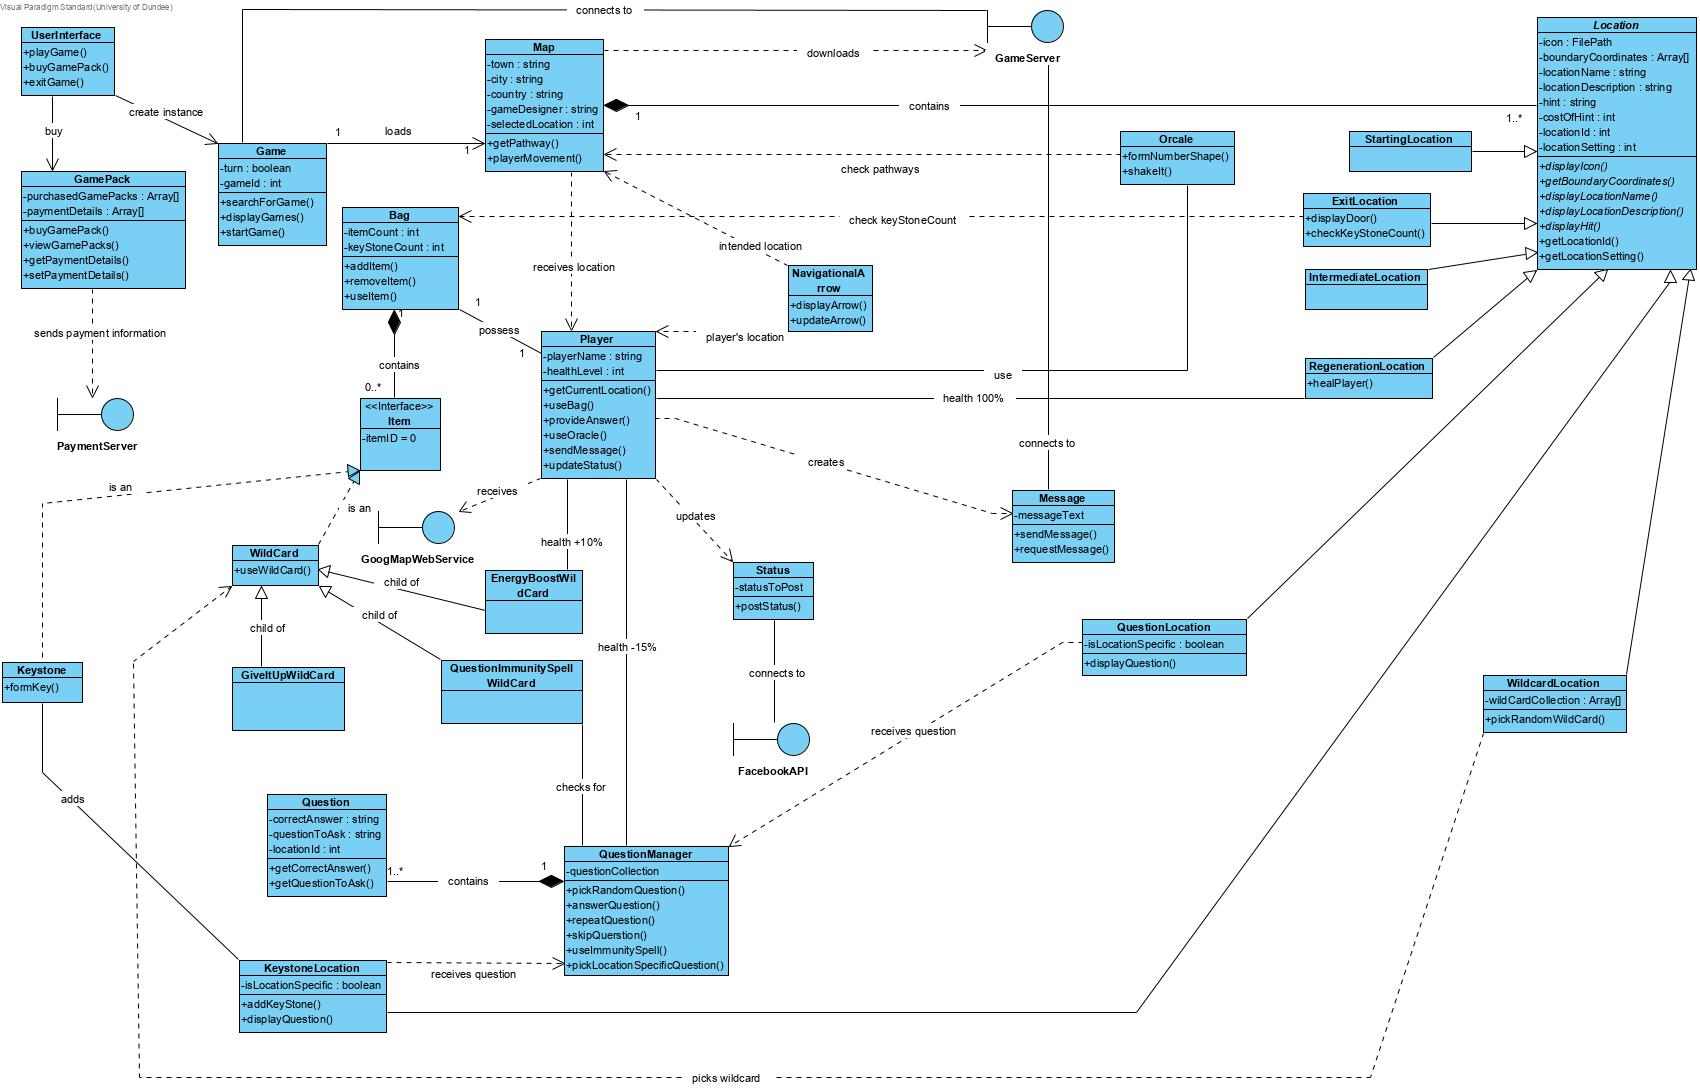 Visual Paradigm Standard(University of Dundee)
connects to
UserInterface
+playGame()
+buyGamePack()
+exitGame()
buy
create instance
GamePack
-purchasedGamePacks : Array[]
-paymentDetails : Array[]
+buyGamePack()
+viewGamePacks()
+getPaymentDetails()
+setPaymentDetails()
sends payment information
PaymentServer
Game
-turn : boolean
-gameId : int
+searchForGame()
+displayGames()
+startGame()
1
loads
1
Map
-town : string
-city : string
-country : string
-gameDesigner : string
-selectedLocation : int
+getPathway()
+playerMovement()
downloads
GameServer
1
contains
1..*
Location
-icon : FilePath
-boundaryCoordinates : Array[]
-locationName : string
-locationDescription : string
-hint : string
-costOfHint : int
-locationId : int
-locationSetting : int
+displayIcon()
+getBoundaryCoordinates()
+displayLocationName()
+displayLocationDescription()
+displayHit()
+getLocationId()
+getLocationSetting()
Orcale
+formNumberShape()
+shakeIt()
check pathways
StartingLocation
ExitLocation
+displayDoor()
+checkKeyStoneCount()
check keyStoneCount
IntermediateLocation
Bag
-itemCount : int
-keyStoneCount : int
+addItem()
+removeItem()
+useItem()
intended location
NavigationalA
rrow
+displayArrow()
+updateArrow()
player's location
receives location
1
possess
1
1
contains
0..*
Player
-playerName : string
-healthLevel : int
+getCurrentLocation()
+useBag()
+provideAnswer()
+useOracle()
+sendMessage()
+updateStatus()
use
health 100%
RegenerationLocation
+healPlayer()
<<Interface>>
Item
-itemID = 0
is an
is an
receives
GoogMapWebService
creates
connects to
Message
-messageText
+sendMessage()
+requestMessage()
updates
Status
-statusToPost
+postStatus()
connects to
FacebookAPI
health +10%
EnergyBoostWil
dCard
health -15%
WildCard
+useWildCard()
child of
child of
child of
GiveItUpWildCard
QuestionImmunitySpell
WildCard
checks for
Keystone
+formKey()
adds
QuestionLocation
-isLocationSpecific : boolean
+displayQuestion()
receives question
WildcardLocation
-wildCardCollection : Array[]
+pickRandomWildCard()
Question
-correctAnswer : string
-questionToAsk : string
-locationId : int
+getCorrectAnswer()
+getQuestionToAsk()
1..*
contains
1
QuestionManager
-questionCollection
+pickRandomQuestion()
+answerQuestion()
+repeatQuestion()
+skipQuerstion()
+useImmunitySpell()
+pickLocationSpecificQuestion()
KeystoneLocation
-isLocationSpecific : boolean
+addKeyStone()
+displayQuestion()
receives question
picks wildcard